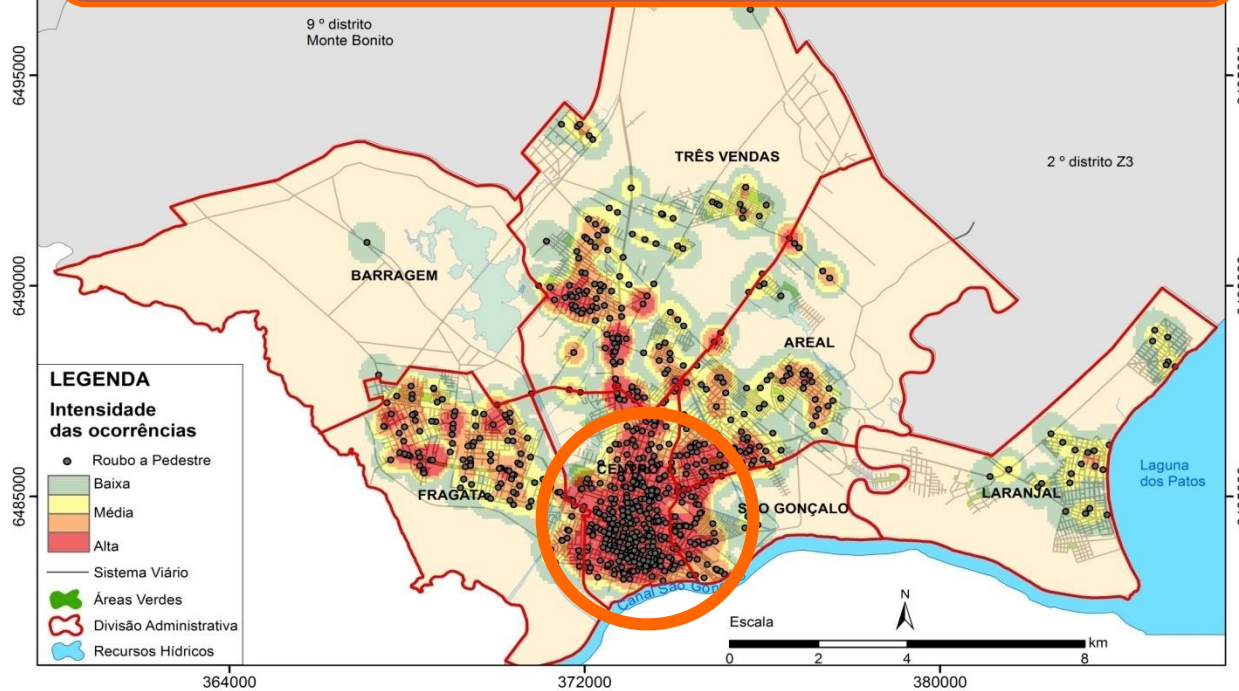 9 º distrito
Monte Bonito
6495000
TRÊS VENDAS
2 º distrito Z3
BARRAGEM
6490000
AREAL
LEGENDA
Intensidade
das ocorrências
Roubo a Pedestre
Baixa
Média
Alta
Sistema Viário
Áreas Verdes
Divisão Administrativa
Recursos Hídricos
CENTRO
FRAGATA
SÃO GONÇALO
LARANJAL
Laguna
dos Patos
6485000
Canal São Gonçalo
N
Escala
km
0 2 4 8
364000 372000 380000